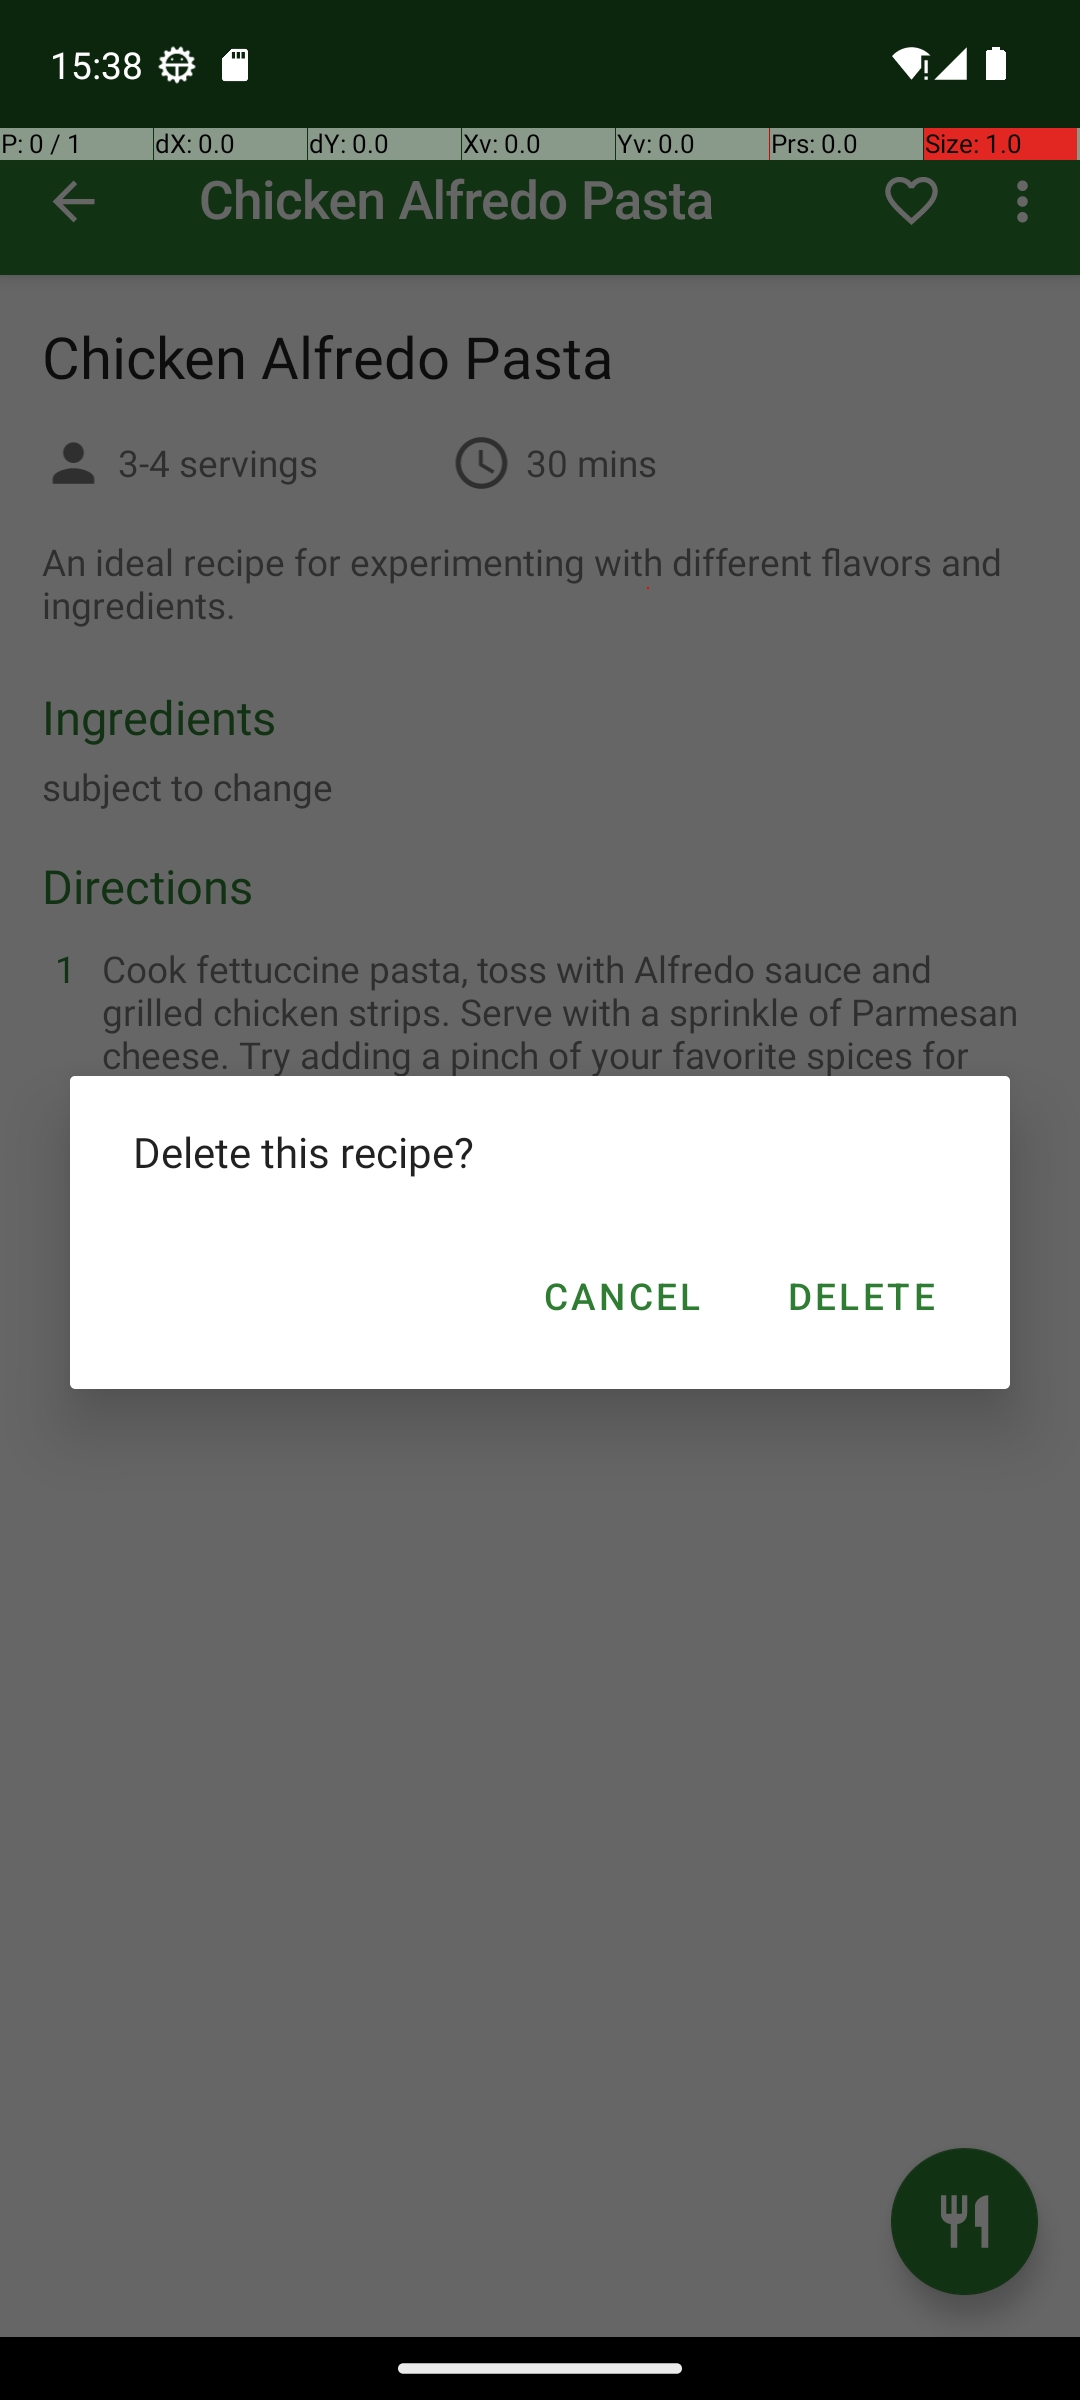 15:38
P: 0 / 1
dX: 0.0
dY: 0.0
Xv: 0.0
Yv: 0.0
Prs: 0.0
Size: 1.0
Chicken Alfredo Pasta
Chicken Alfredo Pasta
3-4 servings
30 mins
An ideal recipe for experimenting with different flavors and
ingredients.
Ingredients
subject to change
Directions
1 Cook fettuccine pasta, toss with Alfredo sauce and
grilled chicken strips. Serve with a sprinkle of Parmesan
cheese. Try adding a pinch of your favorite spices for
Delete this recipe?
CANCEL
DELETE